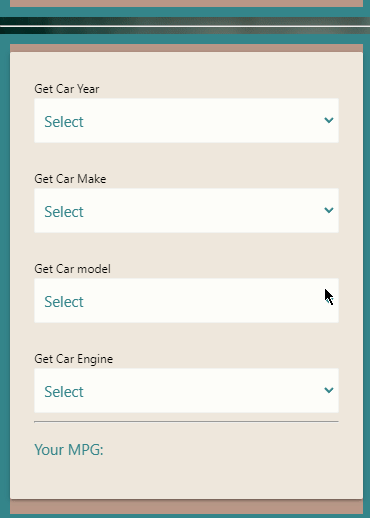 Get Car Year
Select
Get Car Make
Select
Get Car model
Select
Get Car Engine
Select
Your MPG: